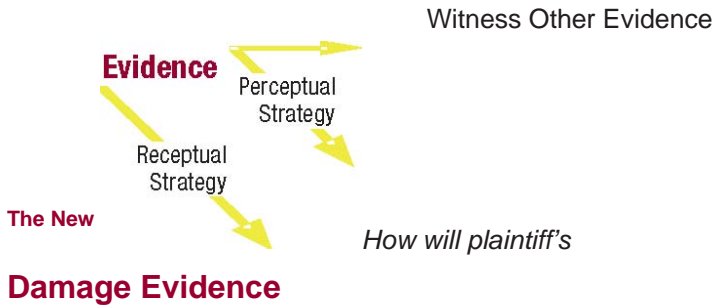 Witness Other Evidence
Evidence
Perceptual
Strategy
Receptual
Strategy
The New
How will plaintiff's
Damage Evidence